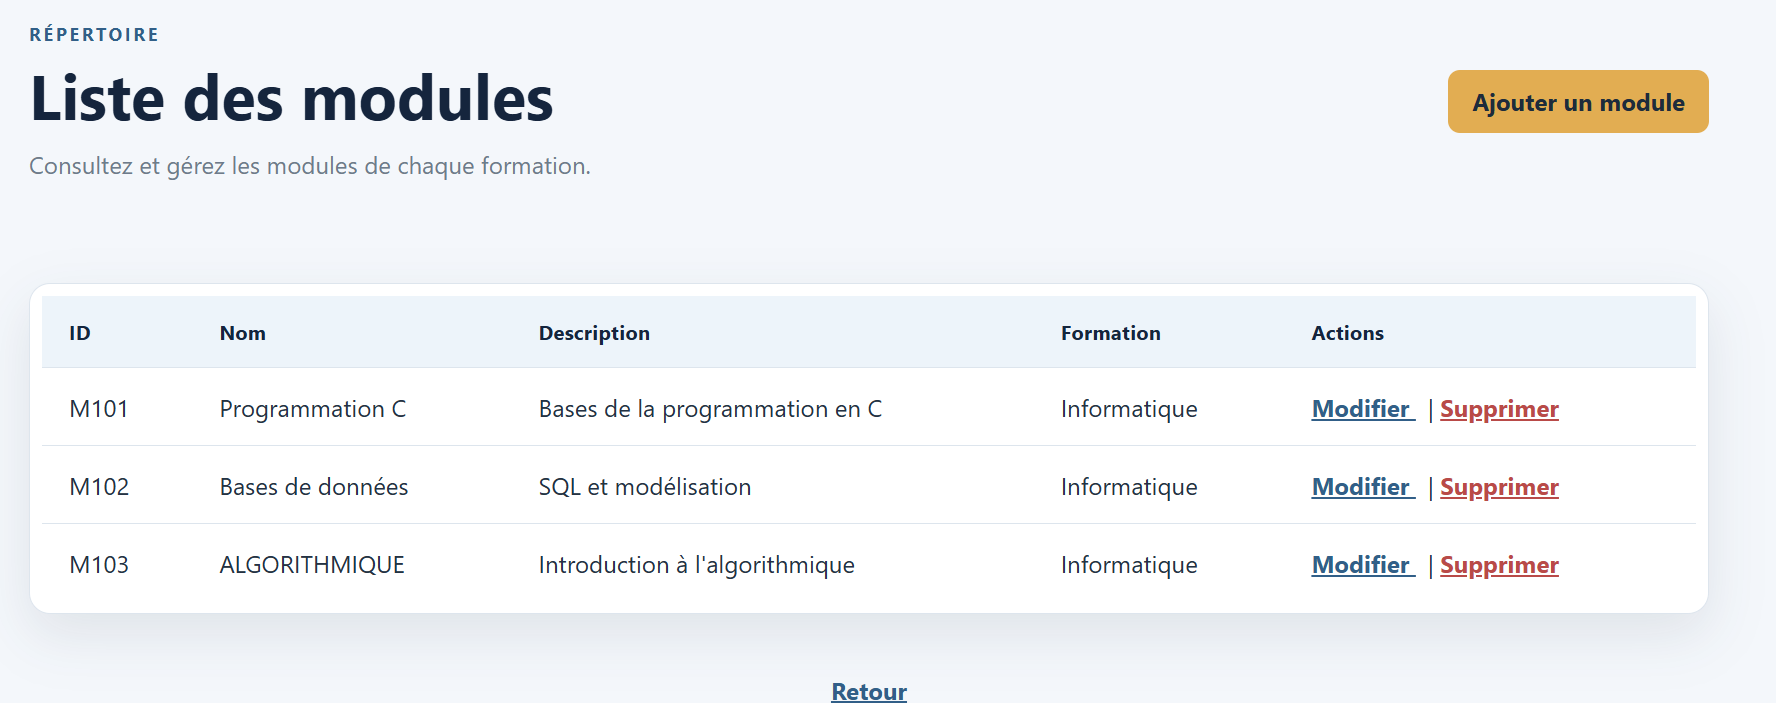 RÉPERTOIRE
Liste des modules
Ajouter un module
Consultez et gérez les modules de chaque formation.
ID Nom Description Formation Actions
M101 Programmation C Bases de la programmation en C Informatique Modifier | Supprimer
M102 Bases de données SQL et modélisation Informatique Modifier | Supprimer
M103 ALGORITHMIQUE Introduction à l'algorithmique Informatique Modifier | Supprimer
Retour